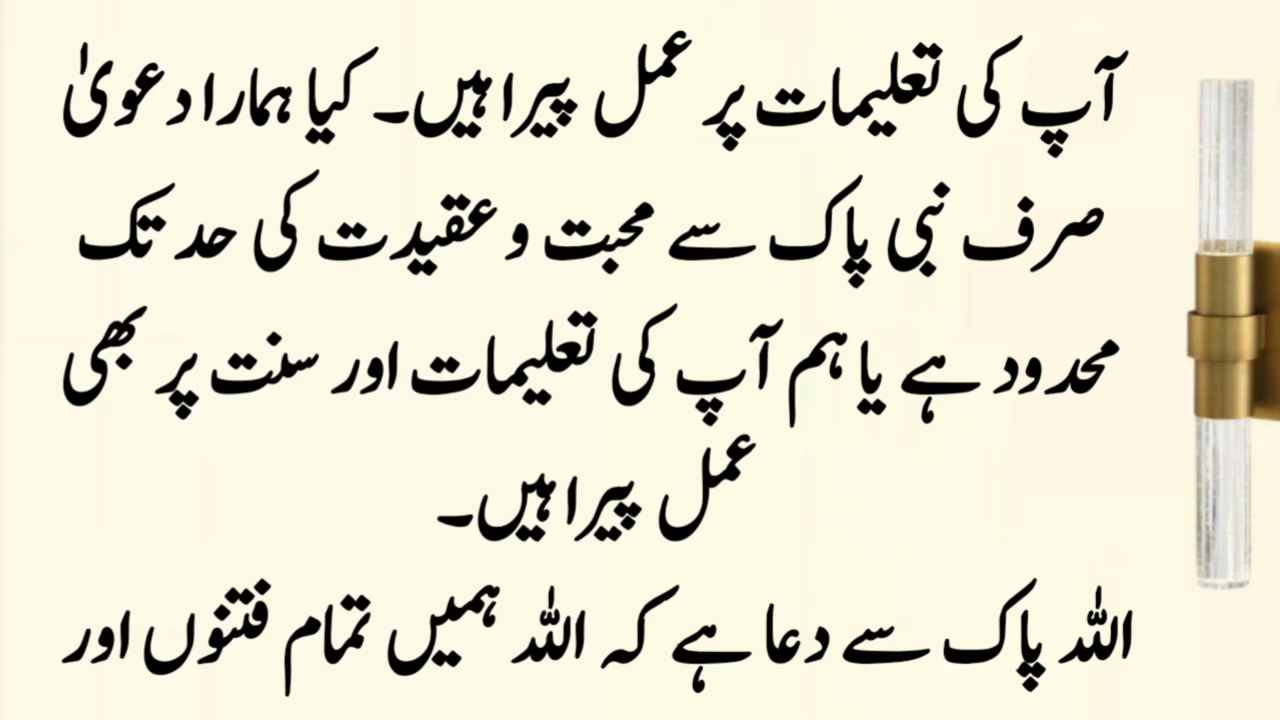 آپ کی تعلیمات پر عمل پیرا ہیں۔ کیا ہمارا دعویٰ
صرف نبی پاک سے محبت و عقیدت کی حد تک
محدود ہے یا ہم آپ کی تعلیمات اور سنت پر بھی
عمل پیرا ہیں۔
اللہ پاک سے دعا ہے کہ اللہ ہمیں تمام فتنوں اور